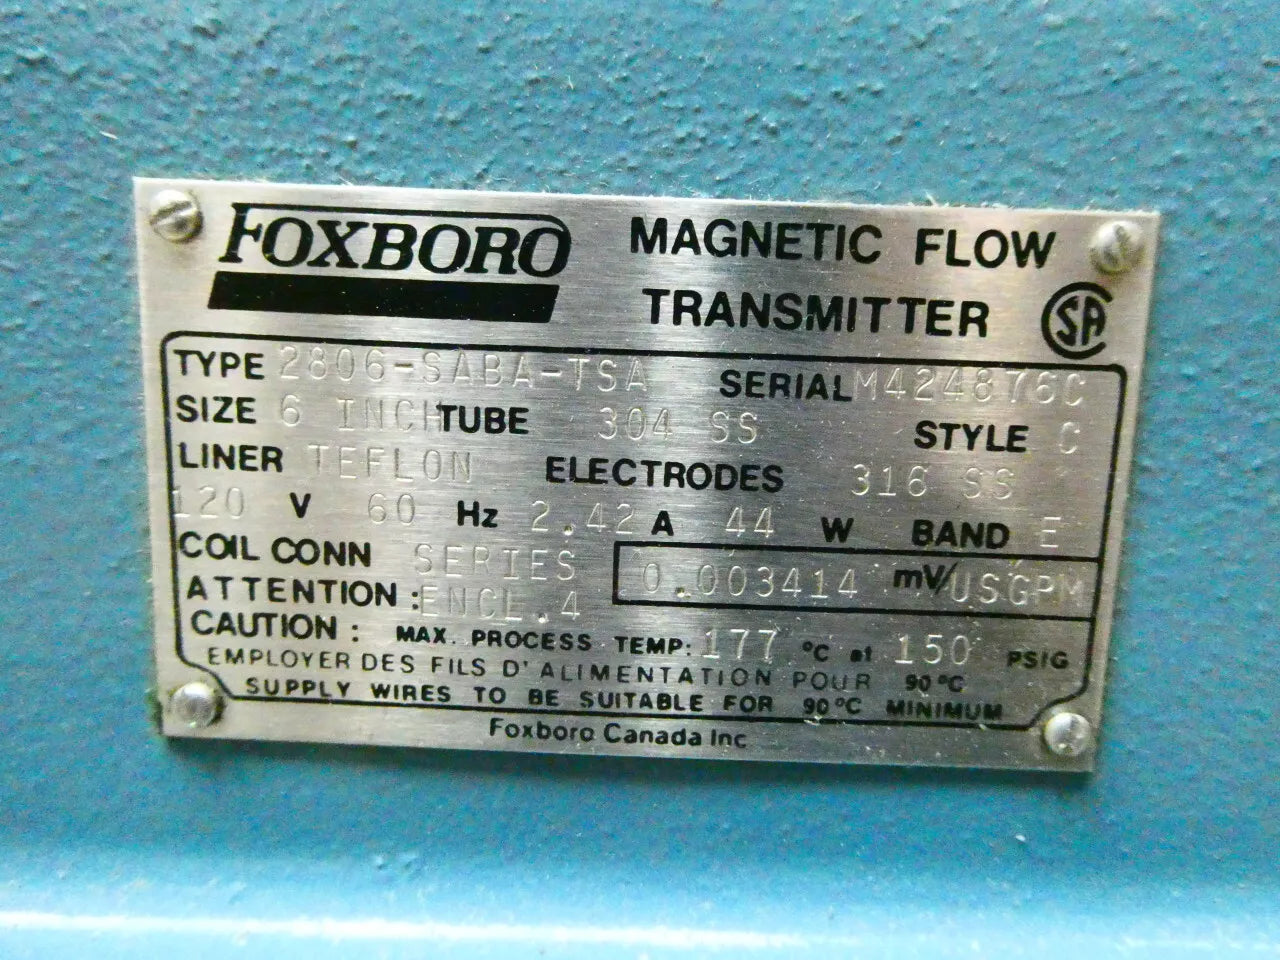 FOXBORO MAGNETIC FLOW
TRANSMITTER SA
TYPE 2806-SABA-TSA SERIAL M424876C
SIZE 6 INCH TUBE 304 SS STYLE C
LINER TEFLON ELECTRODES 316 SS
120 V 60 Hz 2.42 A 44 W BAND E
COIL CONN SERIES 0.003414 mV/USGPM
ATTENTION: ENCL.4
CAUTION: MAX. PROCESS TEMP: 177 °C at 150 PSIG
EMPLOYER DES FILS D'ALIMENTATION POUR 90°C
SUPPLY WIRES TO BE SUITABLE FOR 90°C MINIMUM
Foxboro Canada Inc